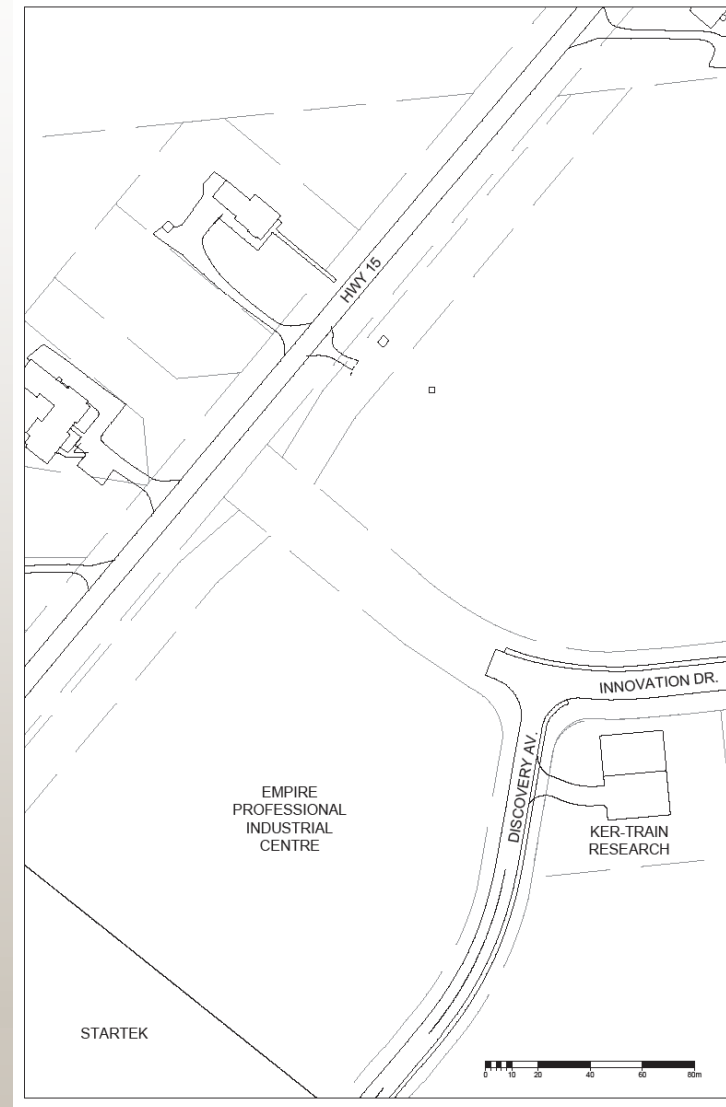 HWY 15
INNOVATION DR.
DISCOVERY AV.
EMPIRE
PROFESSIONAL
INDUSTRIAL
CENTRE
KER-TRAIN
RESEARCH
STARTEK
0 10 20 40 60 80m